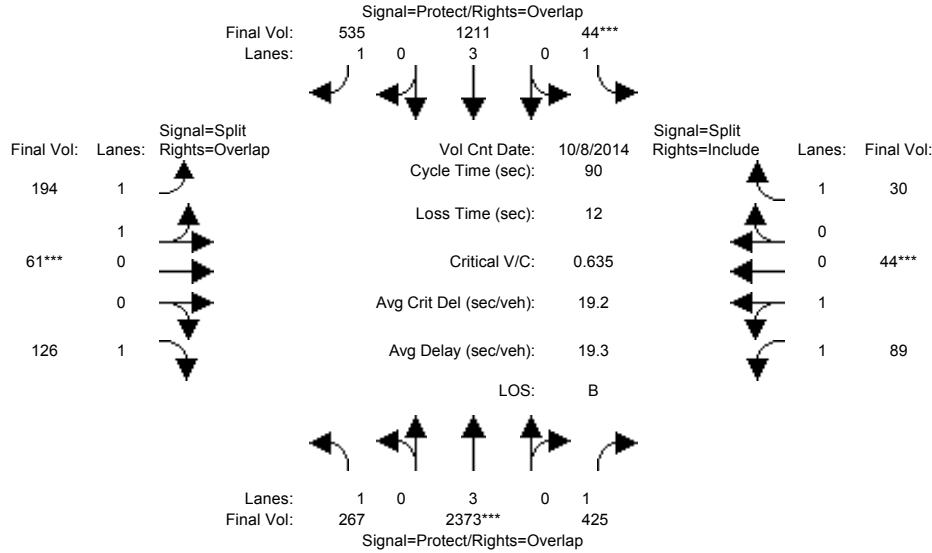 Signal=Protect/Rights=Overlap
Final Vol: 535 1211 44***
Lanes: 1 0 3 0 1
Signal=Split Signal=Split
Final Vol: Lanes: Rights=Overlap Vol Cnt Date: 10/8/2014 Rights=Include Lanes: Final Vol:
Cycle Time (sec): 90
194 1 1 30
Loss Time (sec): 12
1 0
61*** 0 Critical V/C: 0.635 0 44***
0 Avg Crit Del (sec/veh): 19.2 1
126 1 Avg Delay (sec/veh): 19.3 1 89
LOS: B
Lanes: 1 0 3 0 1
Final Vol: 267 2373*** 425
Signal=Protect/Rights=Overlap